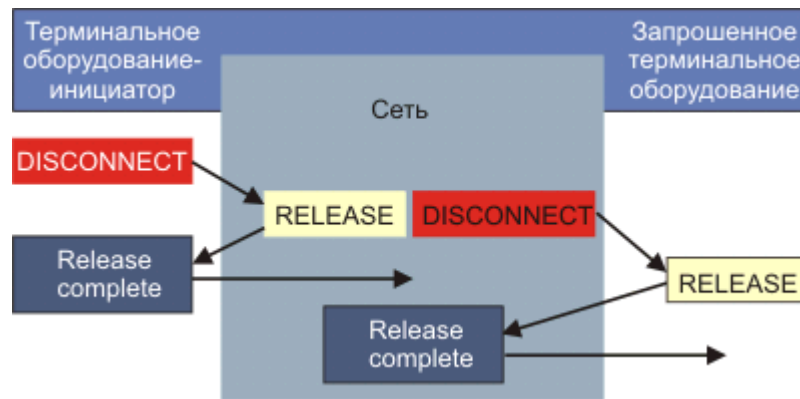 Терминальное
оборудование-
инициатор
Запрошенное
терминальное
оборудование
Сеть
DISCONNECT
RELEASE
DISCONNECT
Release
complete
RELEASE
Release
complete